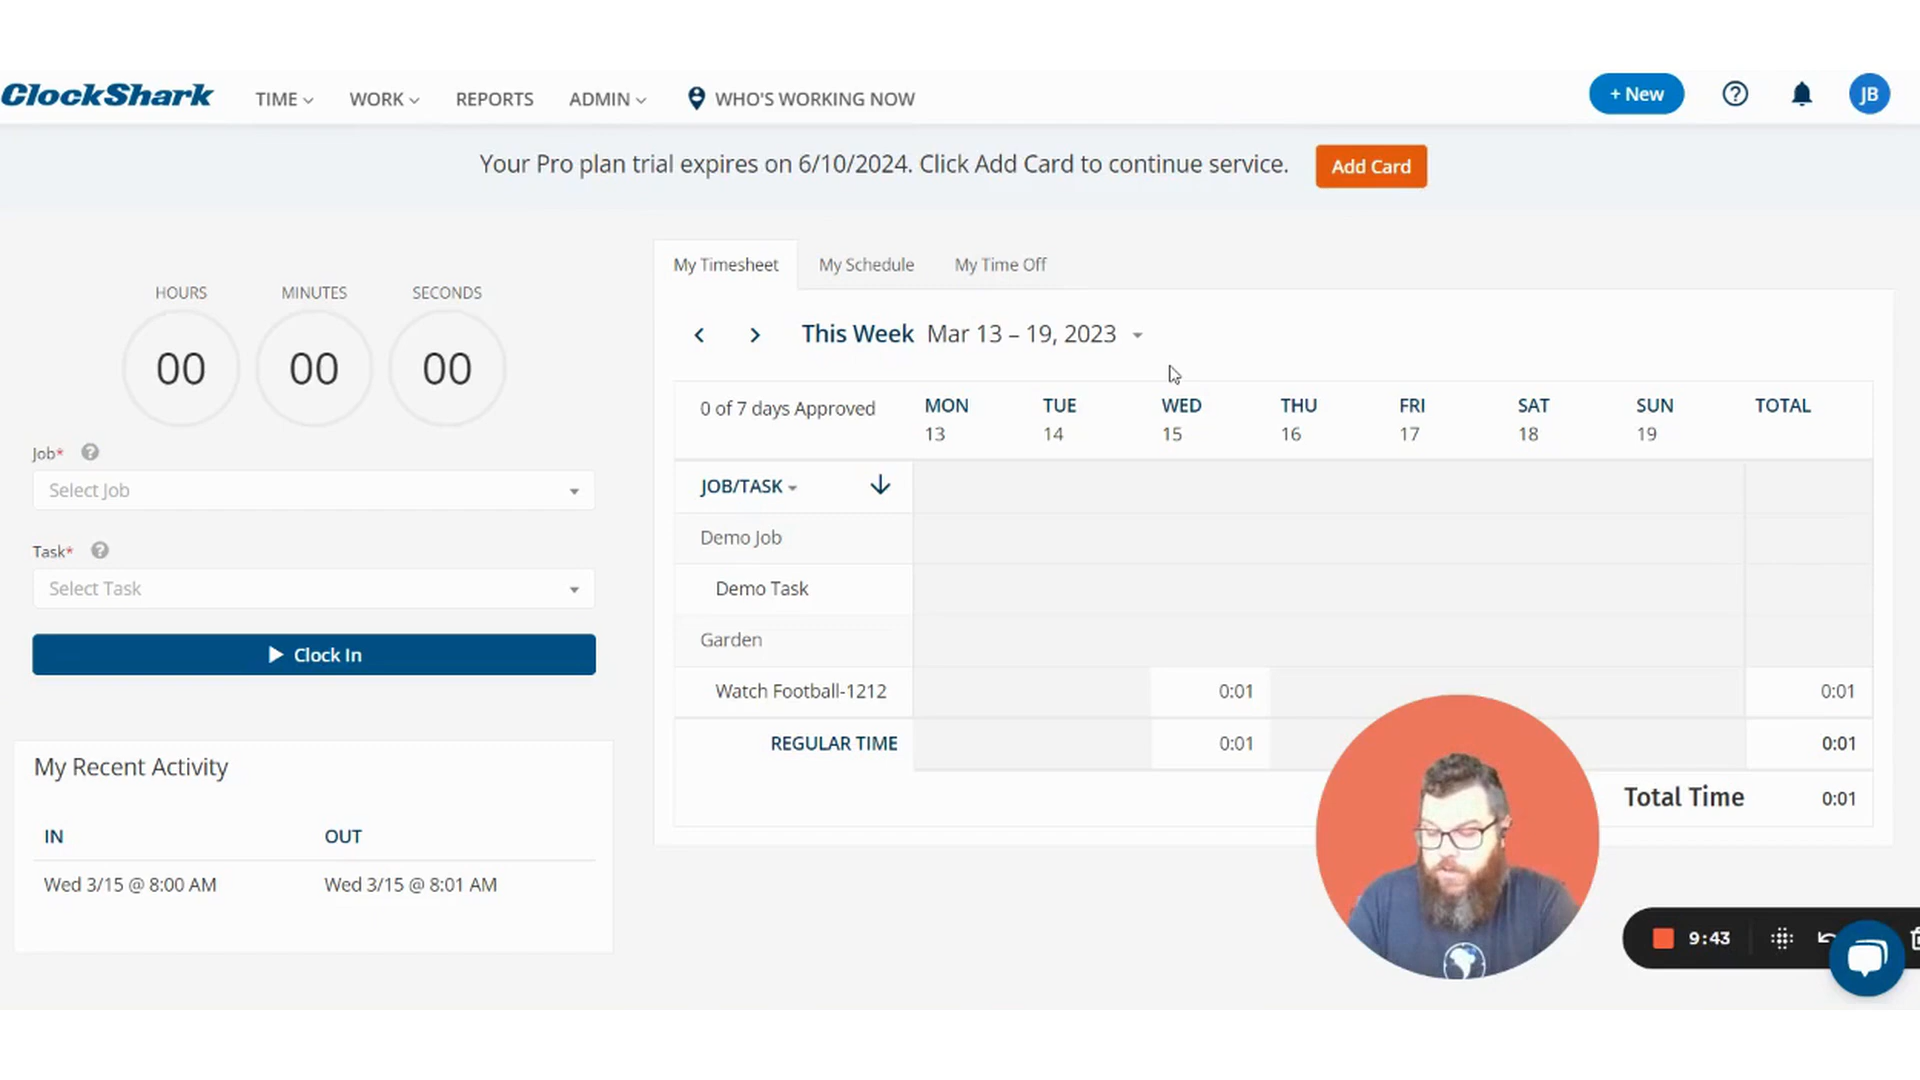 ClockShark
TIME
WORK
REPORTS
ADMIN
WHO'S WORKING NOW
+ New
JB
Your Pro plan trial expires on 6/10/2024. Click Add Card to continue service.
Add Card
My Timesheet
My Schedule
My Time Off
HOURS
MINUTES
SECONDS
00
00
00
Job*
Select Job
Task*
Select Task
Clock In
This Week Mar 13 – 19, 2023
0 of 7 days Approved
MON
13
TUE
14
WED
15
THU
16
FRI
17
SAT
18
SUN
19
TOTAL
JOB/TASK
Demo Job
Demo Task
Garden
Watch Football-1212
0:01
0:01
REGULAR TIME
0:01
0:01
Total Time
0:01
My Recent Activity
IN
OUT
Wed 3/15 @ 8:00 AM
Wed 3/15 @ 8:01 AM
9:43